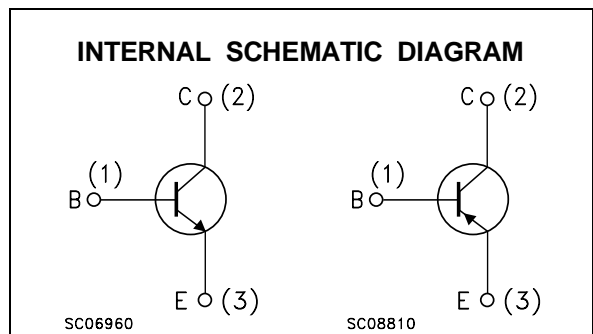 INTERNAL SCHEMATIC DIAGRAM
C (2)
(1)
B
E (3)
SC06960
C (2)
(1)
B
E (3)
SC08810